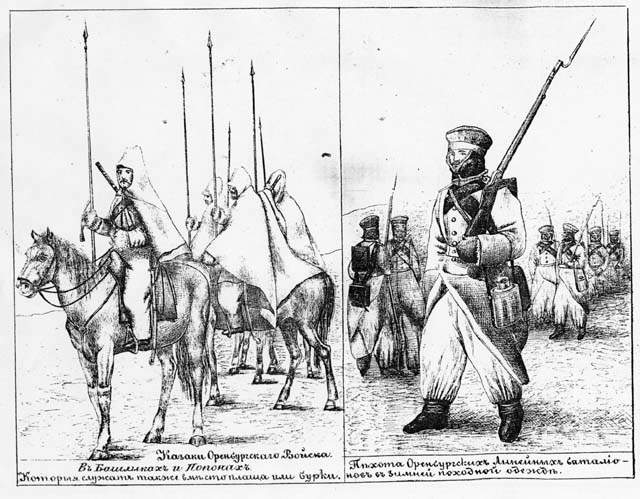 Казаки Оренбургскаго Войска.
Въ Башлыкахъ и Попонахъ
Которыя служатъ также вмѣсто плаща или бурки.
Пѣхота Оренбургскихъ Линейныхъ баталіо-
новъ въ зимней походной одеждѣ.